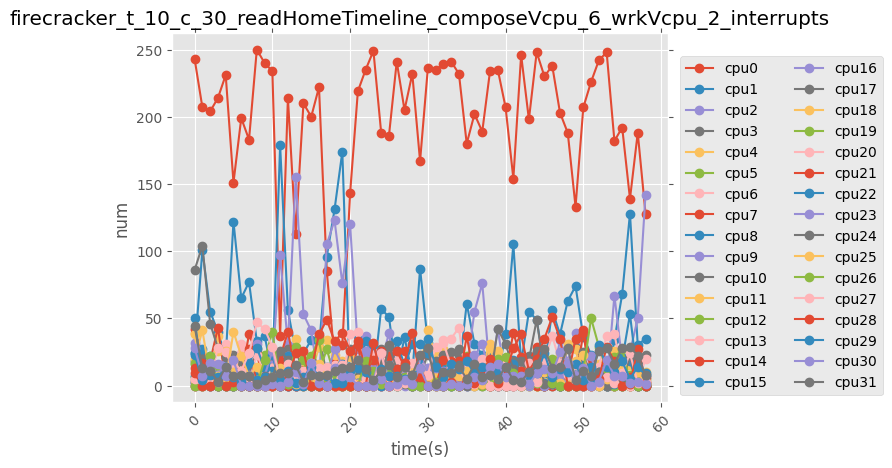 firecracker_t_10_c_30_readHomeTimeline_composeVcpu_6_wrkVcpu_2_interrupts
250
200
150
100
50
0
num
0
10
20
30
40
50
60
time(s)
cpu0
cpu1
cpu2
cpu3
cpu4
cpu5
cpu6
cpu7
cpu8
cpu9
cpu10
cpu11
cpu12
cpu13
cpu14
cpu15
cpu16
cpu17
cpu18
cpu19
cpu20
cpu21
cpu22
cpu23
cpu24
cpu25
cpu26
cpu27
cpu28
cpu29
cpu30
cpu31